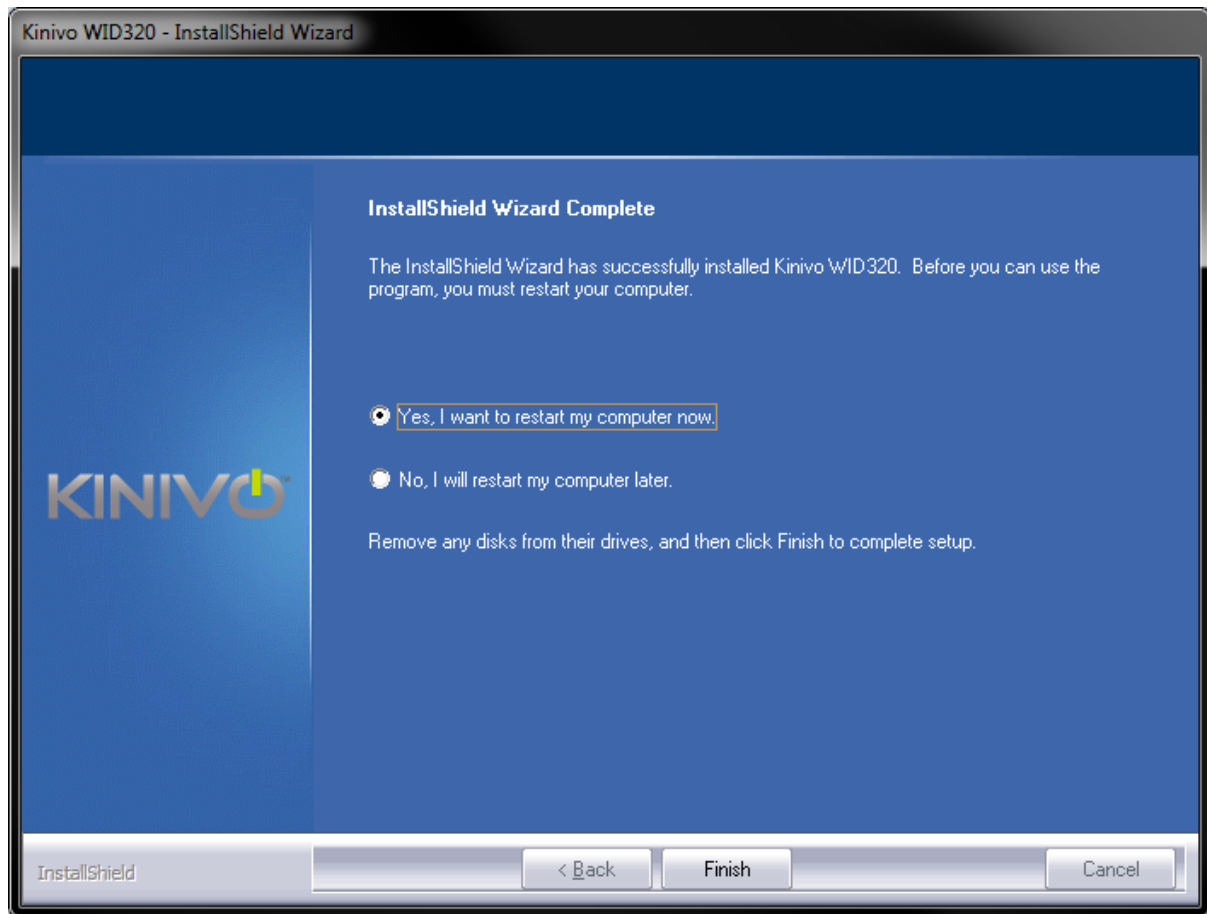 Kinivo WID320 - InstallShield Wizard
InstallShield Wizard Complete
The InstallShield Wizard has successfully installed Kinivo WID320.  Before you can use the
program, you must restart your computer.
Yes, I want to restart my computer now.
No, I will restart my computer later.
KINIVO™
Remove any disks from their drives, and then click Finish to complete setup.
InstallShield
< Back
Finish
Cancel